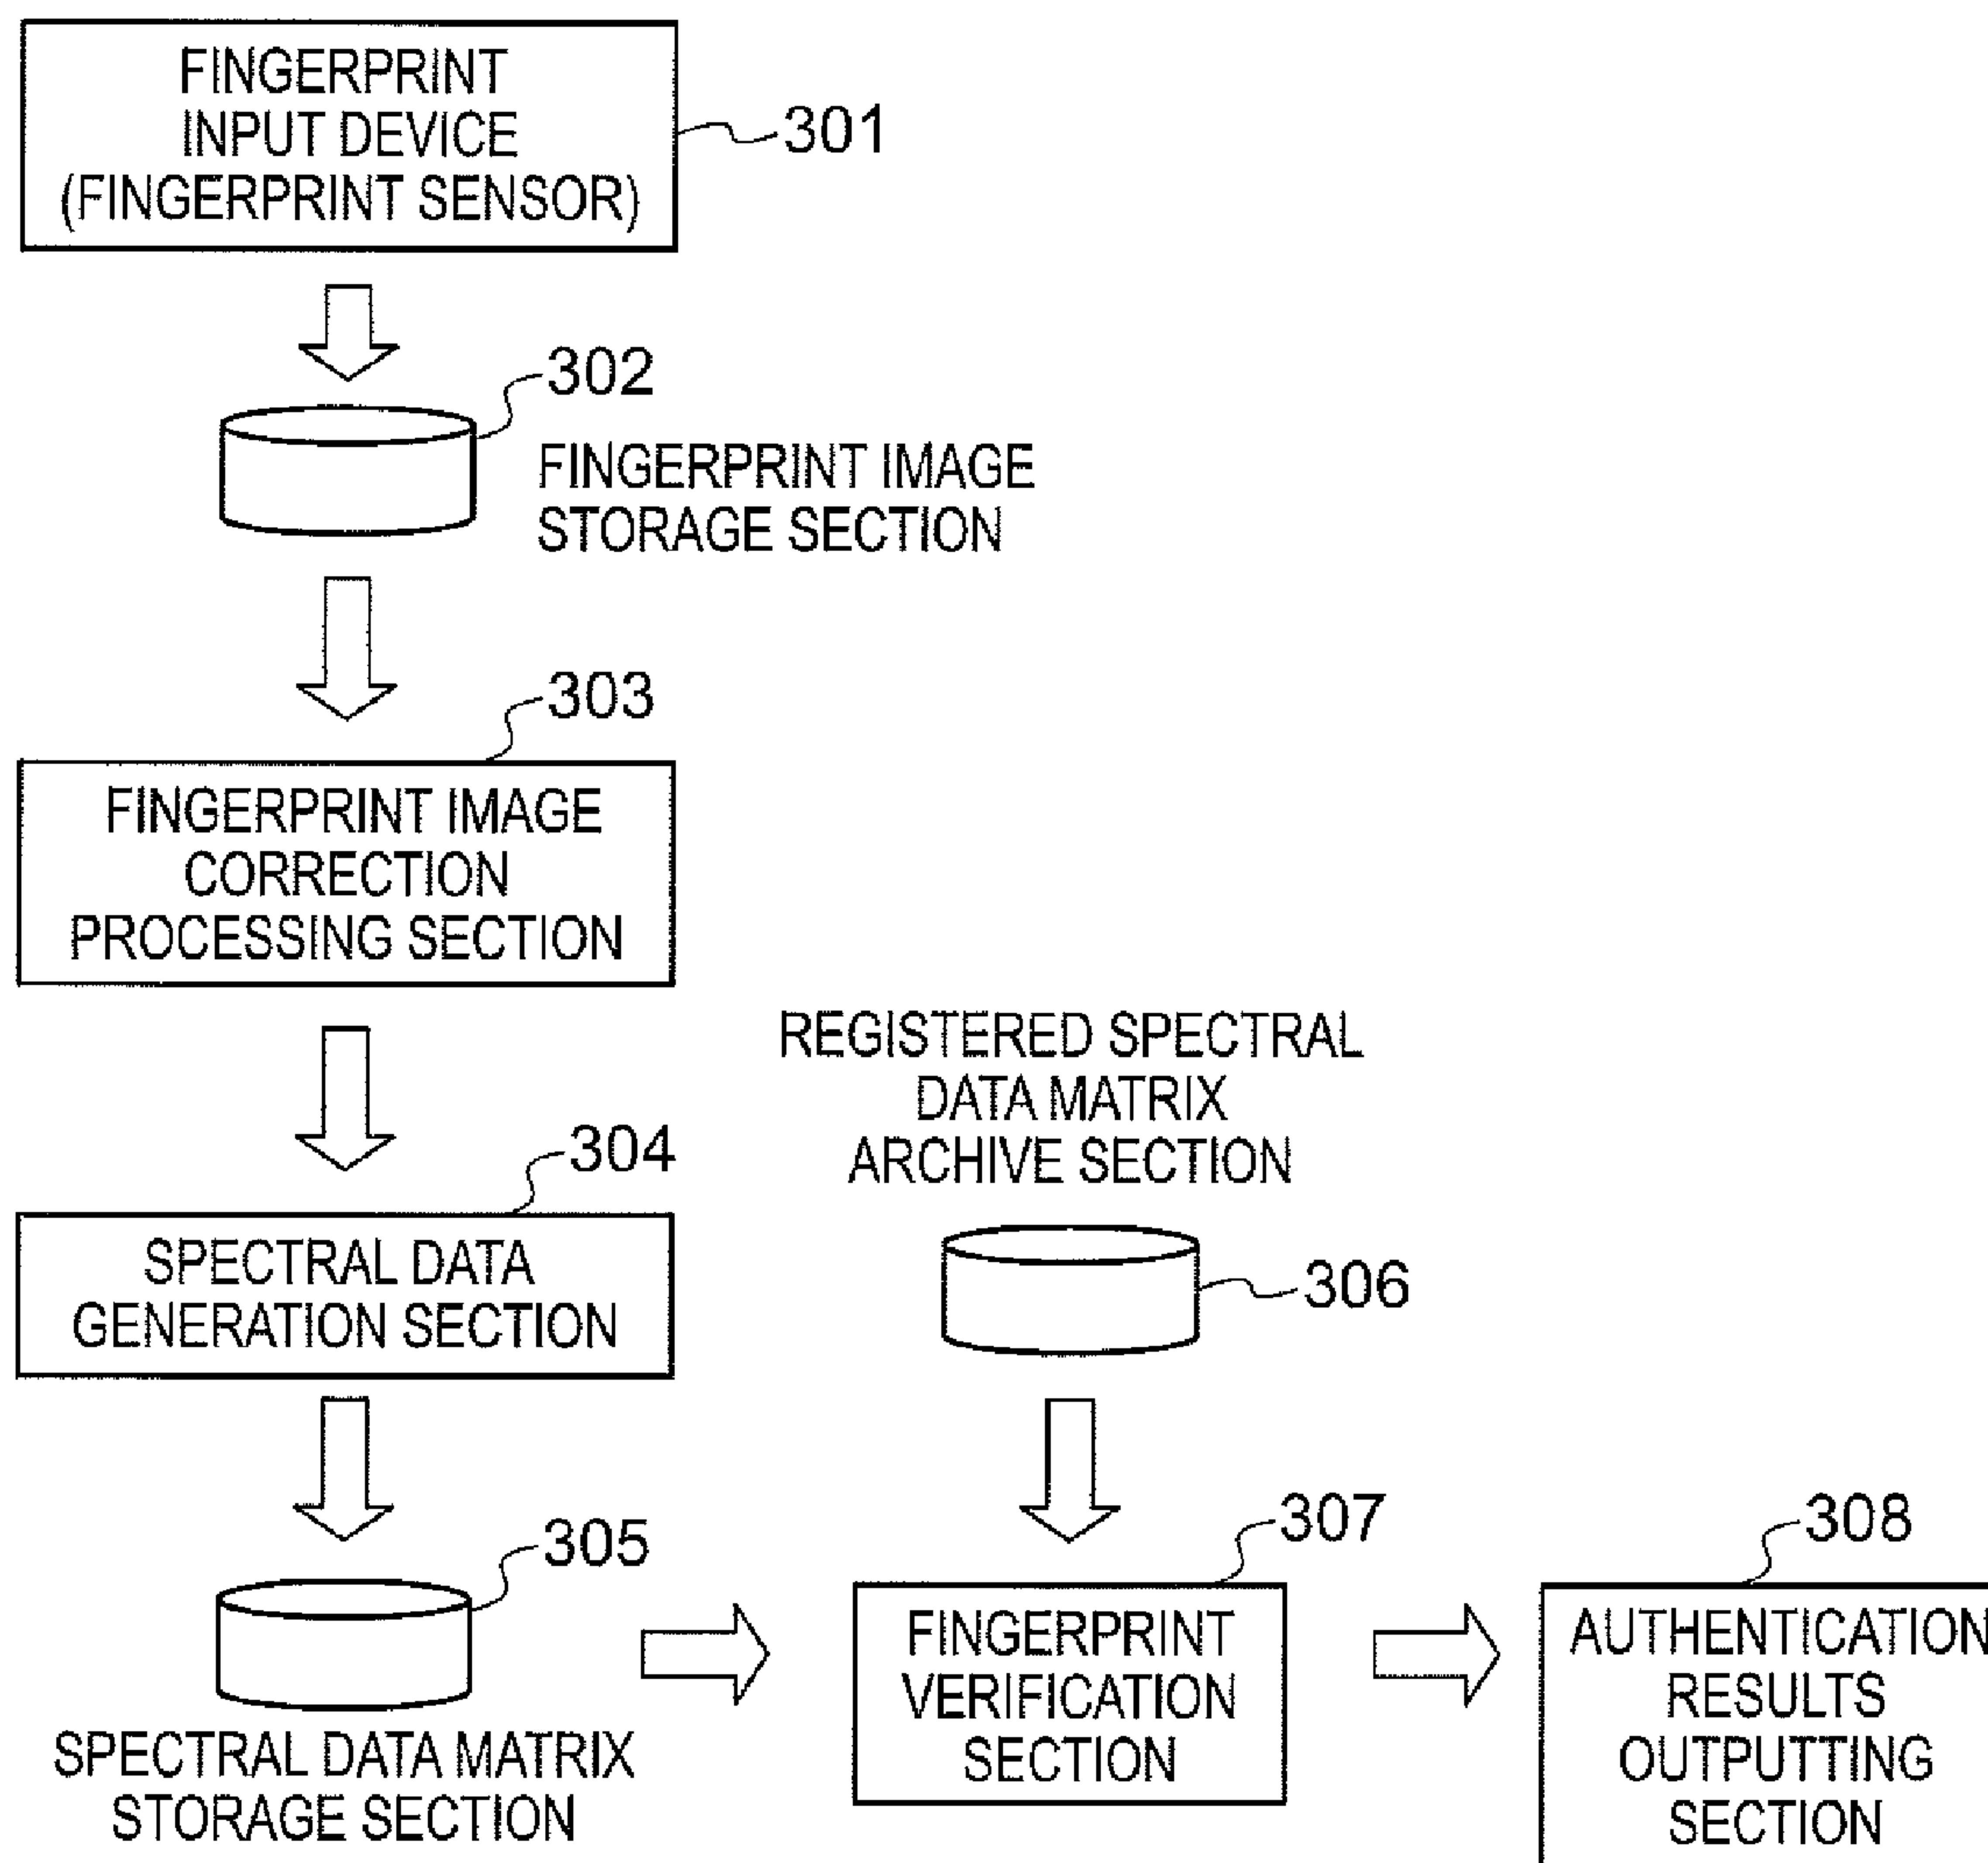 FINGERPRINT
INPUT DEVICE
(FINGERPRINT SENSOR)
301
302
FINGERPRINT IMAGE
STORAGE SECTION
303
FINGERPRINT IMAGE
CORRECTION
PROCESSING SECTION
REGISTERED SPECTRAL
DATA MATRIX
ARCHIVE SECTION
304
SPECTRAL DATA
GENERATION SECTION
306
305
SPECTRAL DATA MATRIX
STORAGE SECTION
307
FINGERPRINT
VERIFICATION
SECTION
308
AUTHENTICATION
RESULTS
OUTPUTTING
SECTION